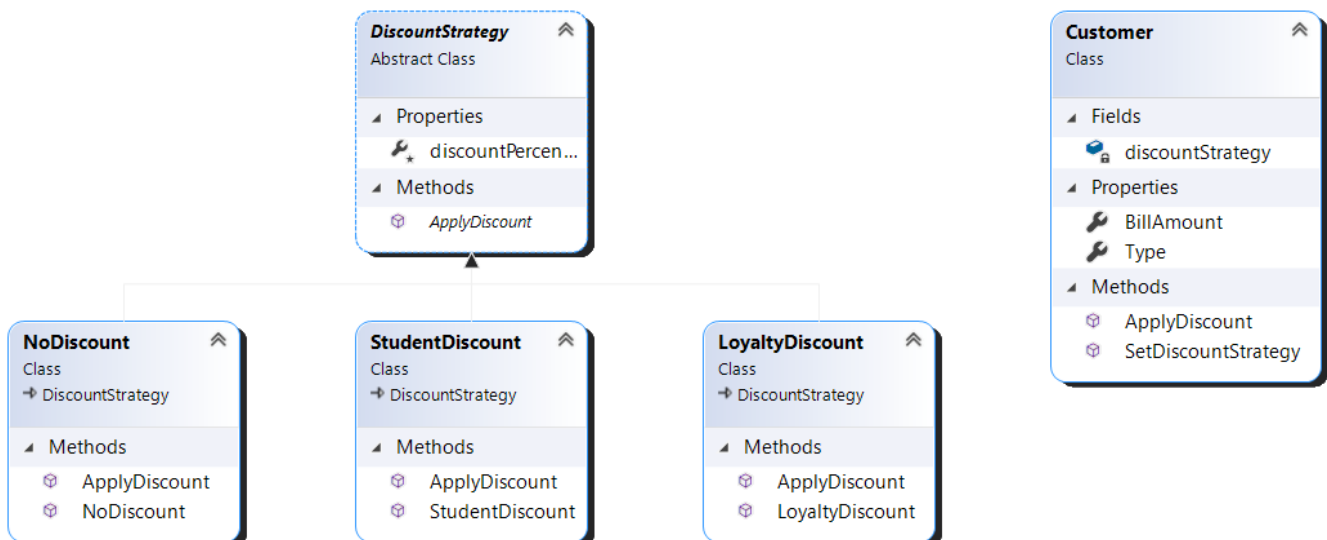 DiscountStrategy
Abstract Class
Properties
discountPercen...
Methods
ApplyDiscount
Customer
Class
Fields
discountStrategy
Properties
BillAmount
Type
Methods
ApplyDiscount
SetDiscountStrategy
NoDiscount
Class
DiscountStrategy
Methods
ApplyDiscount
NoDiscount
StudentDiscount
Class
DiscountStrategy
Methods
ApplyDiscount
StudentDiscount
LoyaltyDiscount
Class
DiscountStrategy
Methods
ApplyDiscount
LoyaltyDiscount